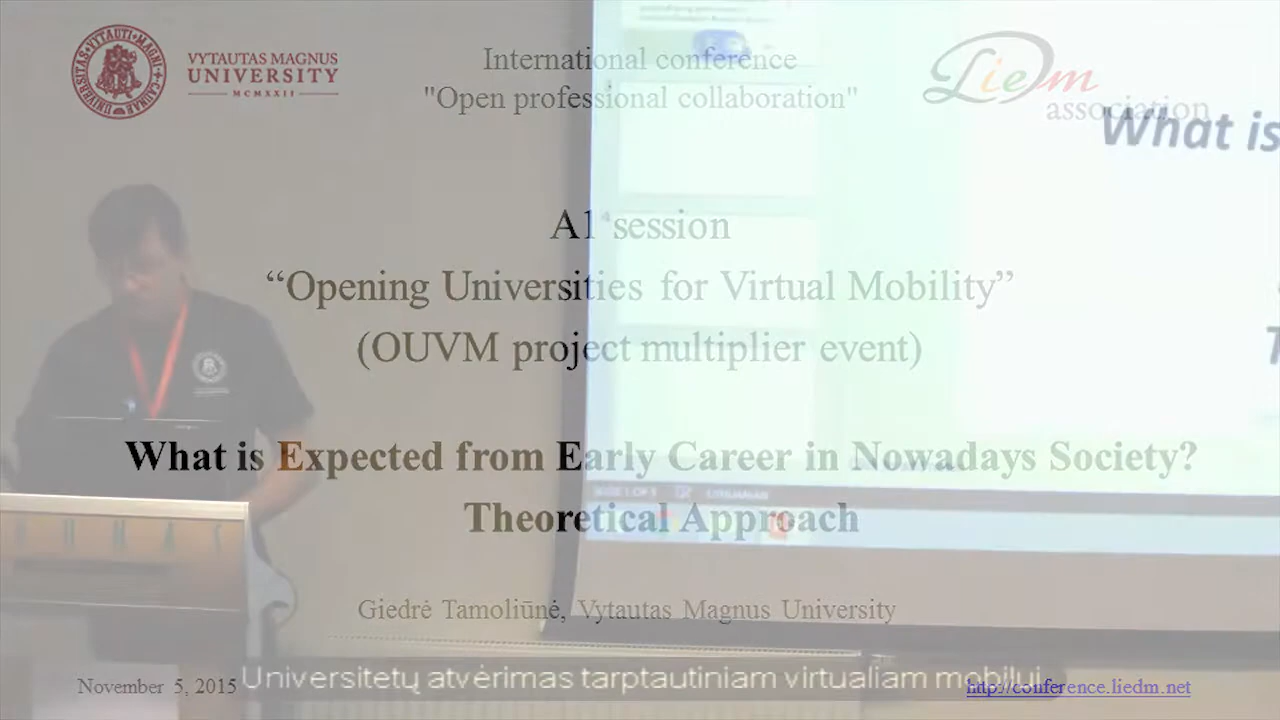 VYTAUTAS MAGNUS
UNIVERSITY
MCMXXII
International conference
"Open professional collaboration"
Liedm
association
What is
A1 session
“Opening Universities for Virtual Mobility”
(OUVM project multiplier event)
What is Expected from Early Career in Nowadays Society?
Theoretical Approach
Giedrė Tamoliūnė, Vytautas Magnus University
November 5, 2015
Universitetų atvėrimas tarptautiniam virtualiam mobilui
http://conference.liedm.net